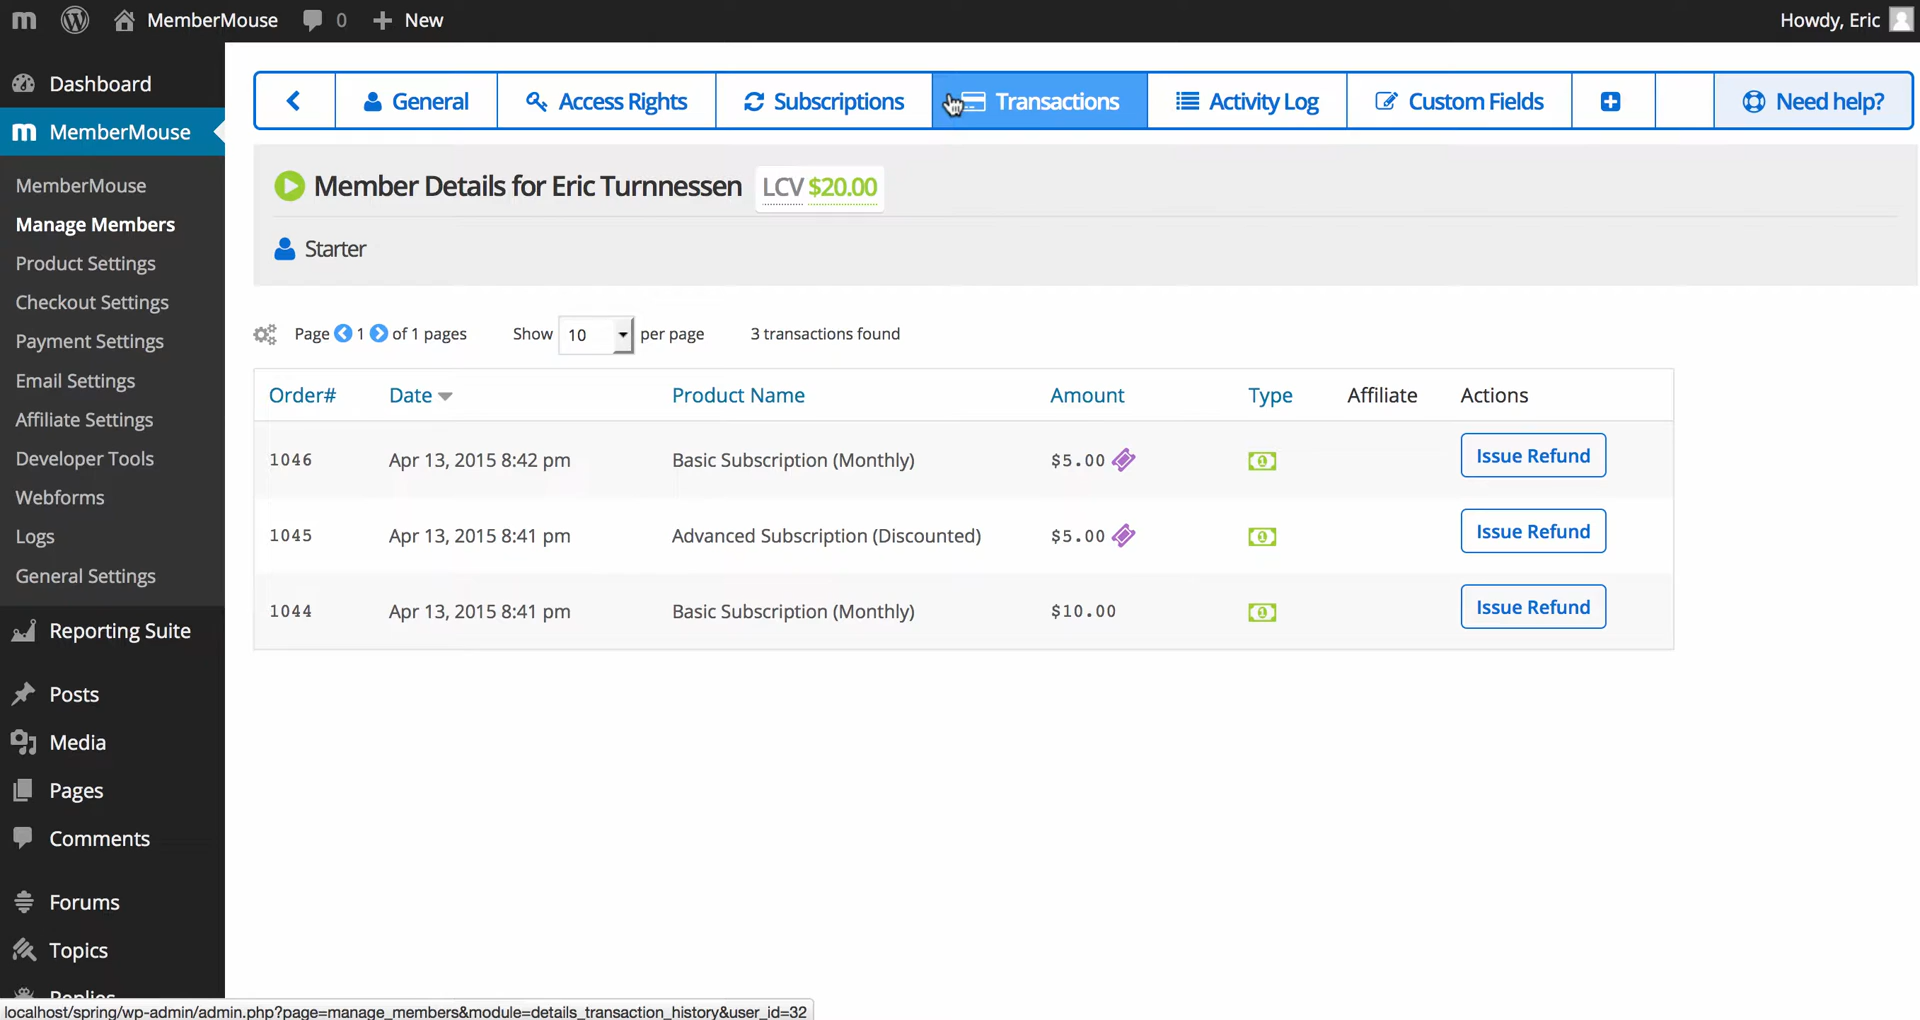 MemberMouse 0 New Howdy, Eric
Dashboard
MemberMouse
MemberMouse
Manage Members
Product Settings
Checkout Settings
Payment Settings
Email Settings
Affiliate Settings
Developer Tools
Webforms
Logs
General Settings
Reporting Suite
Posts
Media
Pages
Comments
Forums
Topics
Replies
General Access Rights Subscriptions Transactions Activity Log Custom Fields Need help?
Member Details for Eric Turnnessen LCV $20.00
Starter
Page 1 of 1 pages Show 10 per page 3 transactions found
Order# Date Product Name Amount Type Affiliate Actions
1046 Apr 13, 2015 8:42 pm Basic Subscription (Monthly) $5.00 Issue Refund
1045 Apr 13, 2015 8:41 pm Advanced Subscription (Discounted) $5.00 Issue Refund
1044 Apr 13, 2015 8:41 pm Basic Subscription (Monthly) $10.00 Issue Refund
localhost/spring/wp-admin/admin.php?page=manage_members&module=details_transaction_history&user_id=32